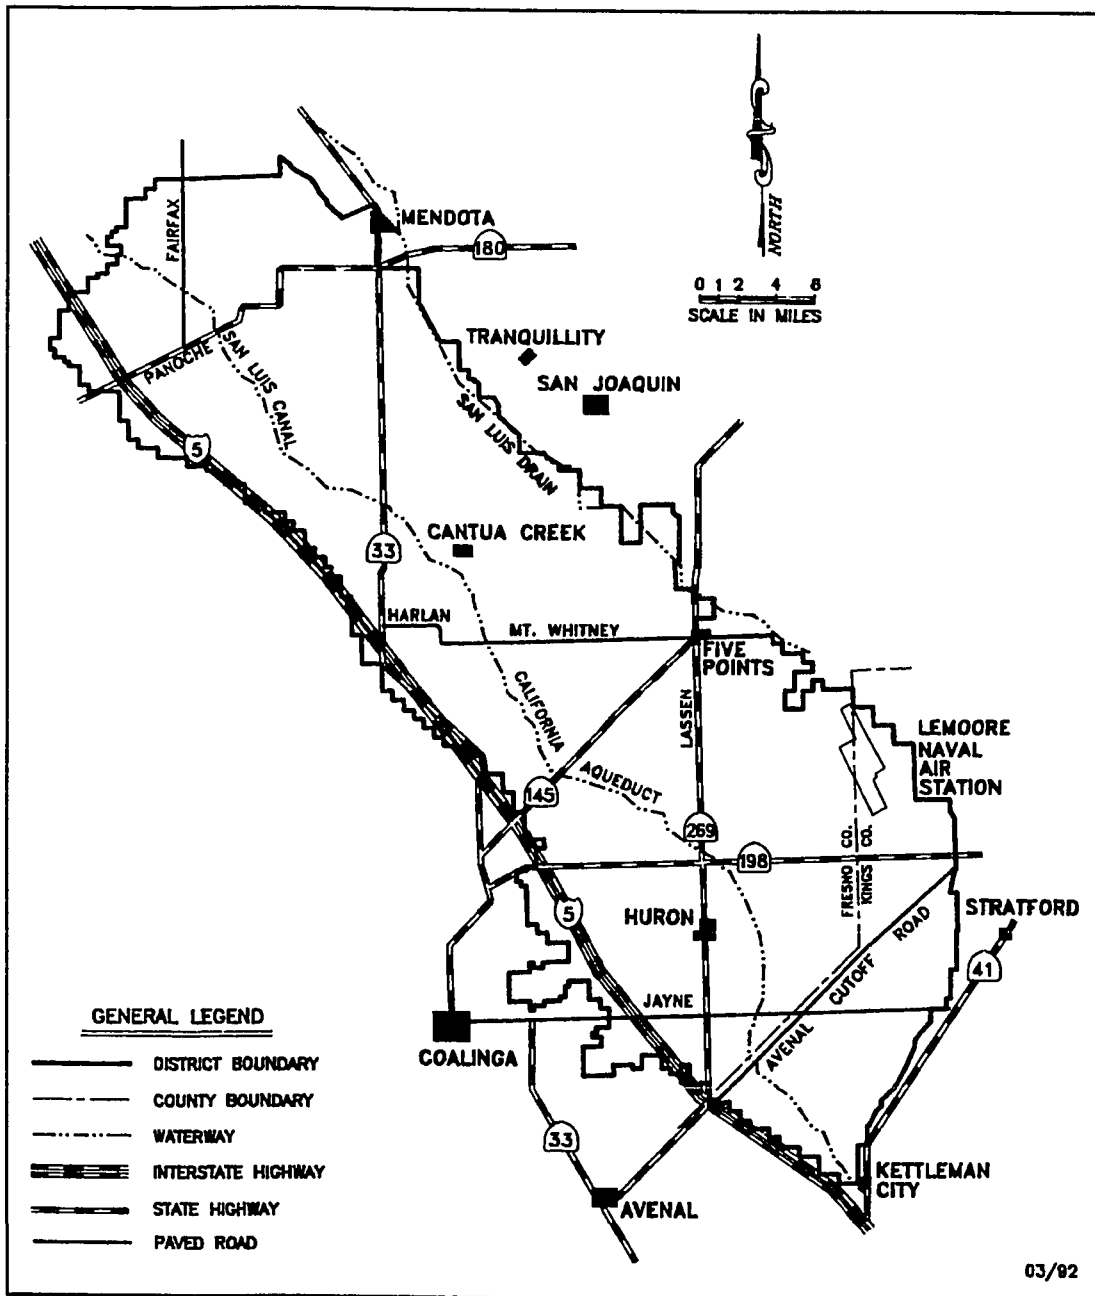 MENDOTA
FAIRFAX
180
NORTH
0 1 2 4 6
SCALE IN MILES
TRANQUILLITY
PANOCHE
SAN LUIS CANAL
SAN JOAQUIN
SAN LUIS DRAIN
5
CANTUA CREEK
33
HARLAN
MT. WHITNEY
FIVE
POINTS
CALIFORNIA
AQUEDUCT
LASSEN
LEMOORE
NAVAL
AIR
STATION
145
269
198
FRESNO CO.
KINGS CO.
5
HURON
STRATFORD
AVENAL CUTOFF ROAD
41
JAYNE
COALINGA
33
AVENAL
KETTLEMAN
CITY
GENERAL LEGEND
DISTRICT BOUNDARY
COUNTY BOUNDARY
WATERWAY
INTERSTATE HIGHWAY
STATE HIGHWAY
PAVED ROAD
03/92